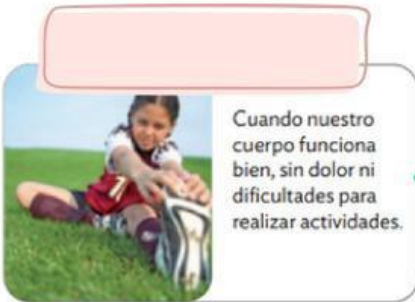 Cuando nuestro
cuerpo funciona
bien, sin dolor ni
dificultades para
realizar actividades.